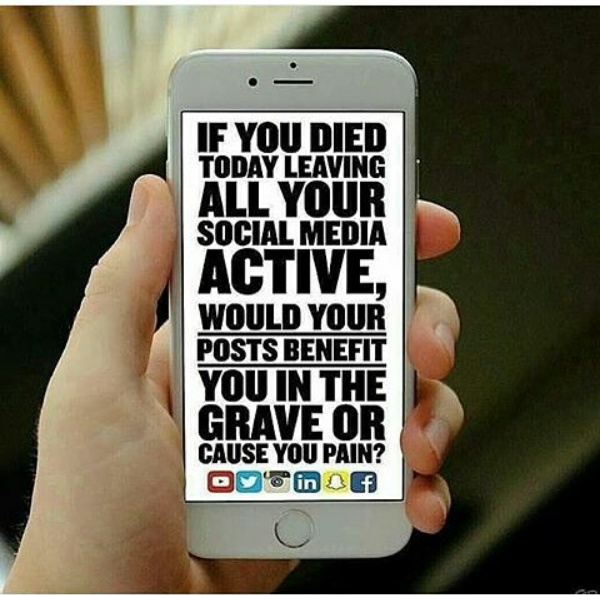 IF YOU DIED
TODAY LEAVING
ALL YOUR
SOCIAL MEDIA
ACTIVE,
WOULD YOUR
POSTS BENEFIT
YOU IN THE
GRAVE OR
CAUSE YOU PAIN?
in f